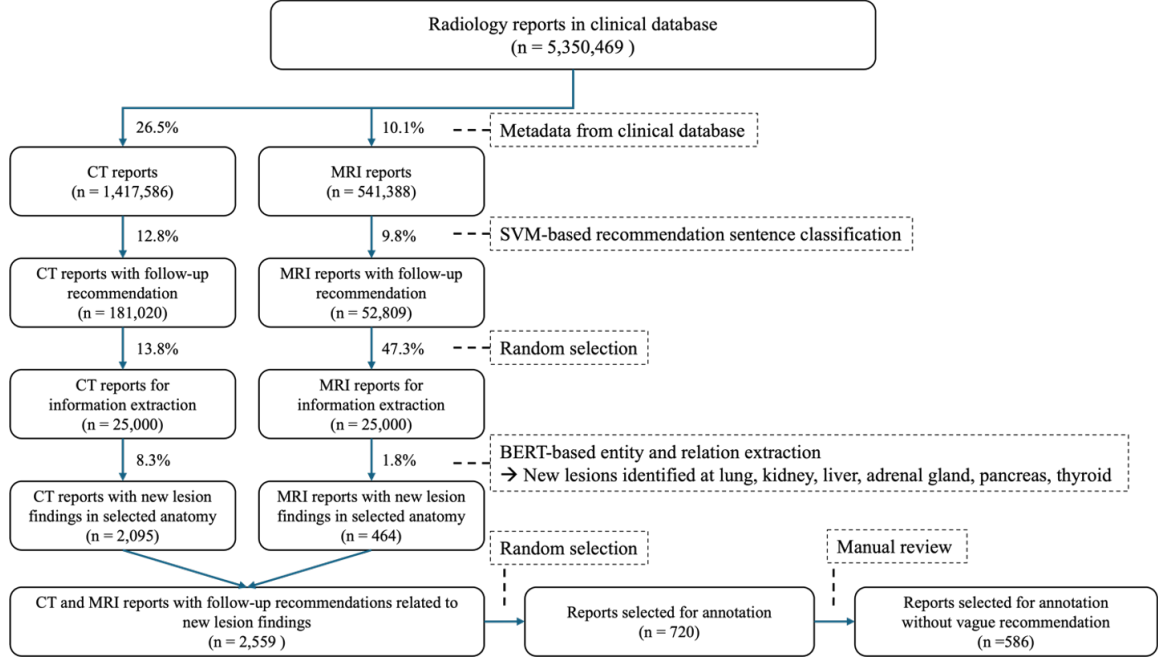 Radiology reports in clinical database
(n = 5,350,469 )
26.5%
10.1%
Metadata from clinical database
CT reports
(n = 1,417,586)
MRI reports
(n = 541,388)
12.8%
9.8%
SVM-based recommendation sentence classification
CT reports with follow-up
recommendation
(n = 181,020)
MRI reports with follow-up
recommendation
(n = 52,809)
13.8%
47.3%
Random selection
CT reports for
information extraction
(n = 25,000)
MRI reports for
information extraction
(n = 25,000)
8.3%
1.8%
BERT-based entity and relation extraction
→ New lesions identified at lung, kidney, liver, adrenal gland, pancreas, thyroid
CT reports with new lesion
findings in selected anatomy
(n = 2,095)
MRI reports with new lesion
findings in selected anatomy
(n = 464)
Random selection
Manual review
CT and MRI reports with follow-up recommendations related to
new lesion findings
(n = 2,559 )
Reports selected for annotation
(n = 720)
Reports selected for annotation
without vague recommendation
(n =586)